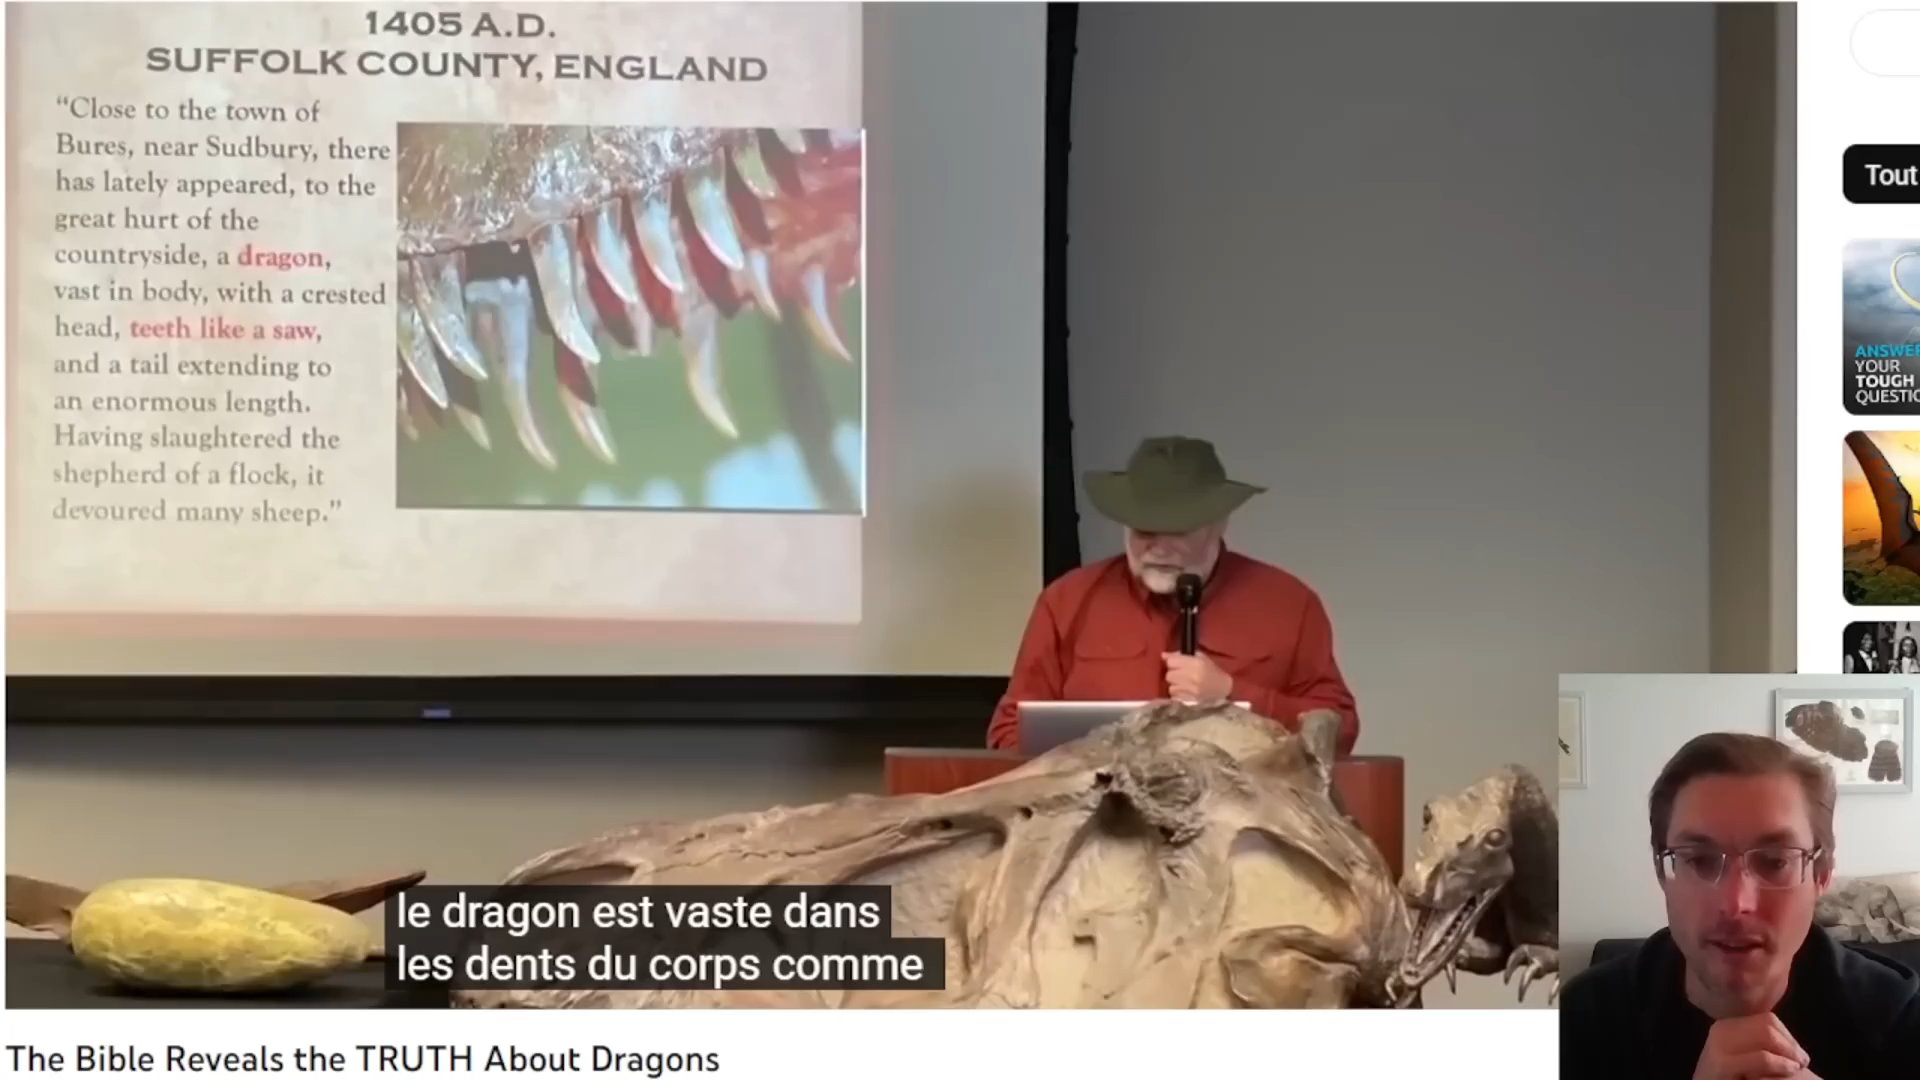 1405 A.D.
SUFFOLK COUNTY, ENGLAND
“Close to the town of
Bures, near Sudbury, there
has lately appeared, to the
great hurt of the
countryside, a dragon,
vast in body, with a crested
head, teeth like a saw,
and a tail extending to
an enormous length.
Having slaughtered the
shepherd of a flock, it
devoured many sheep.”
le dragon est vaste dans
les dents du corps comme
The Bible Reveals the TRUTH About Dragons
Tout
YOUR
TOUGH